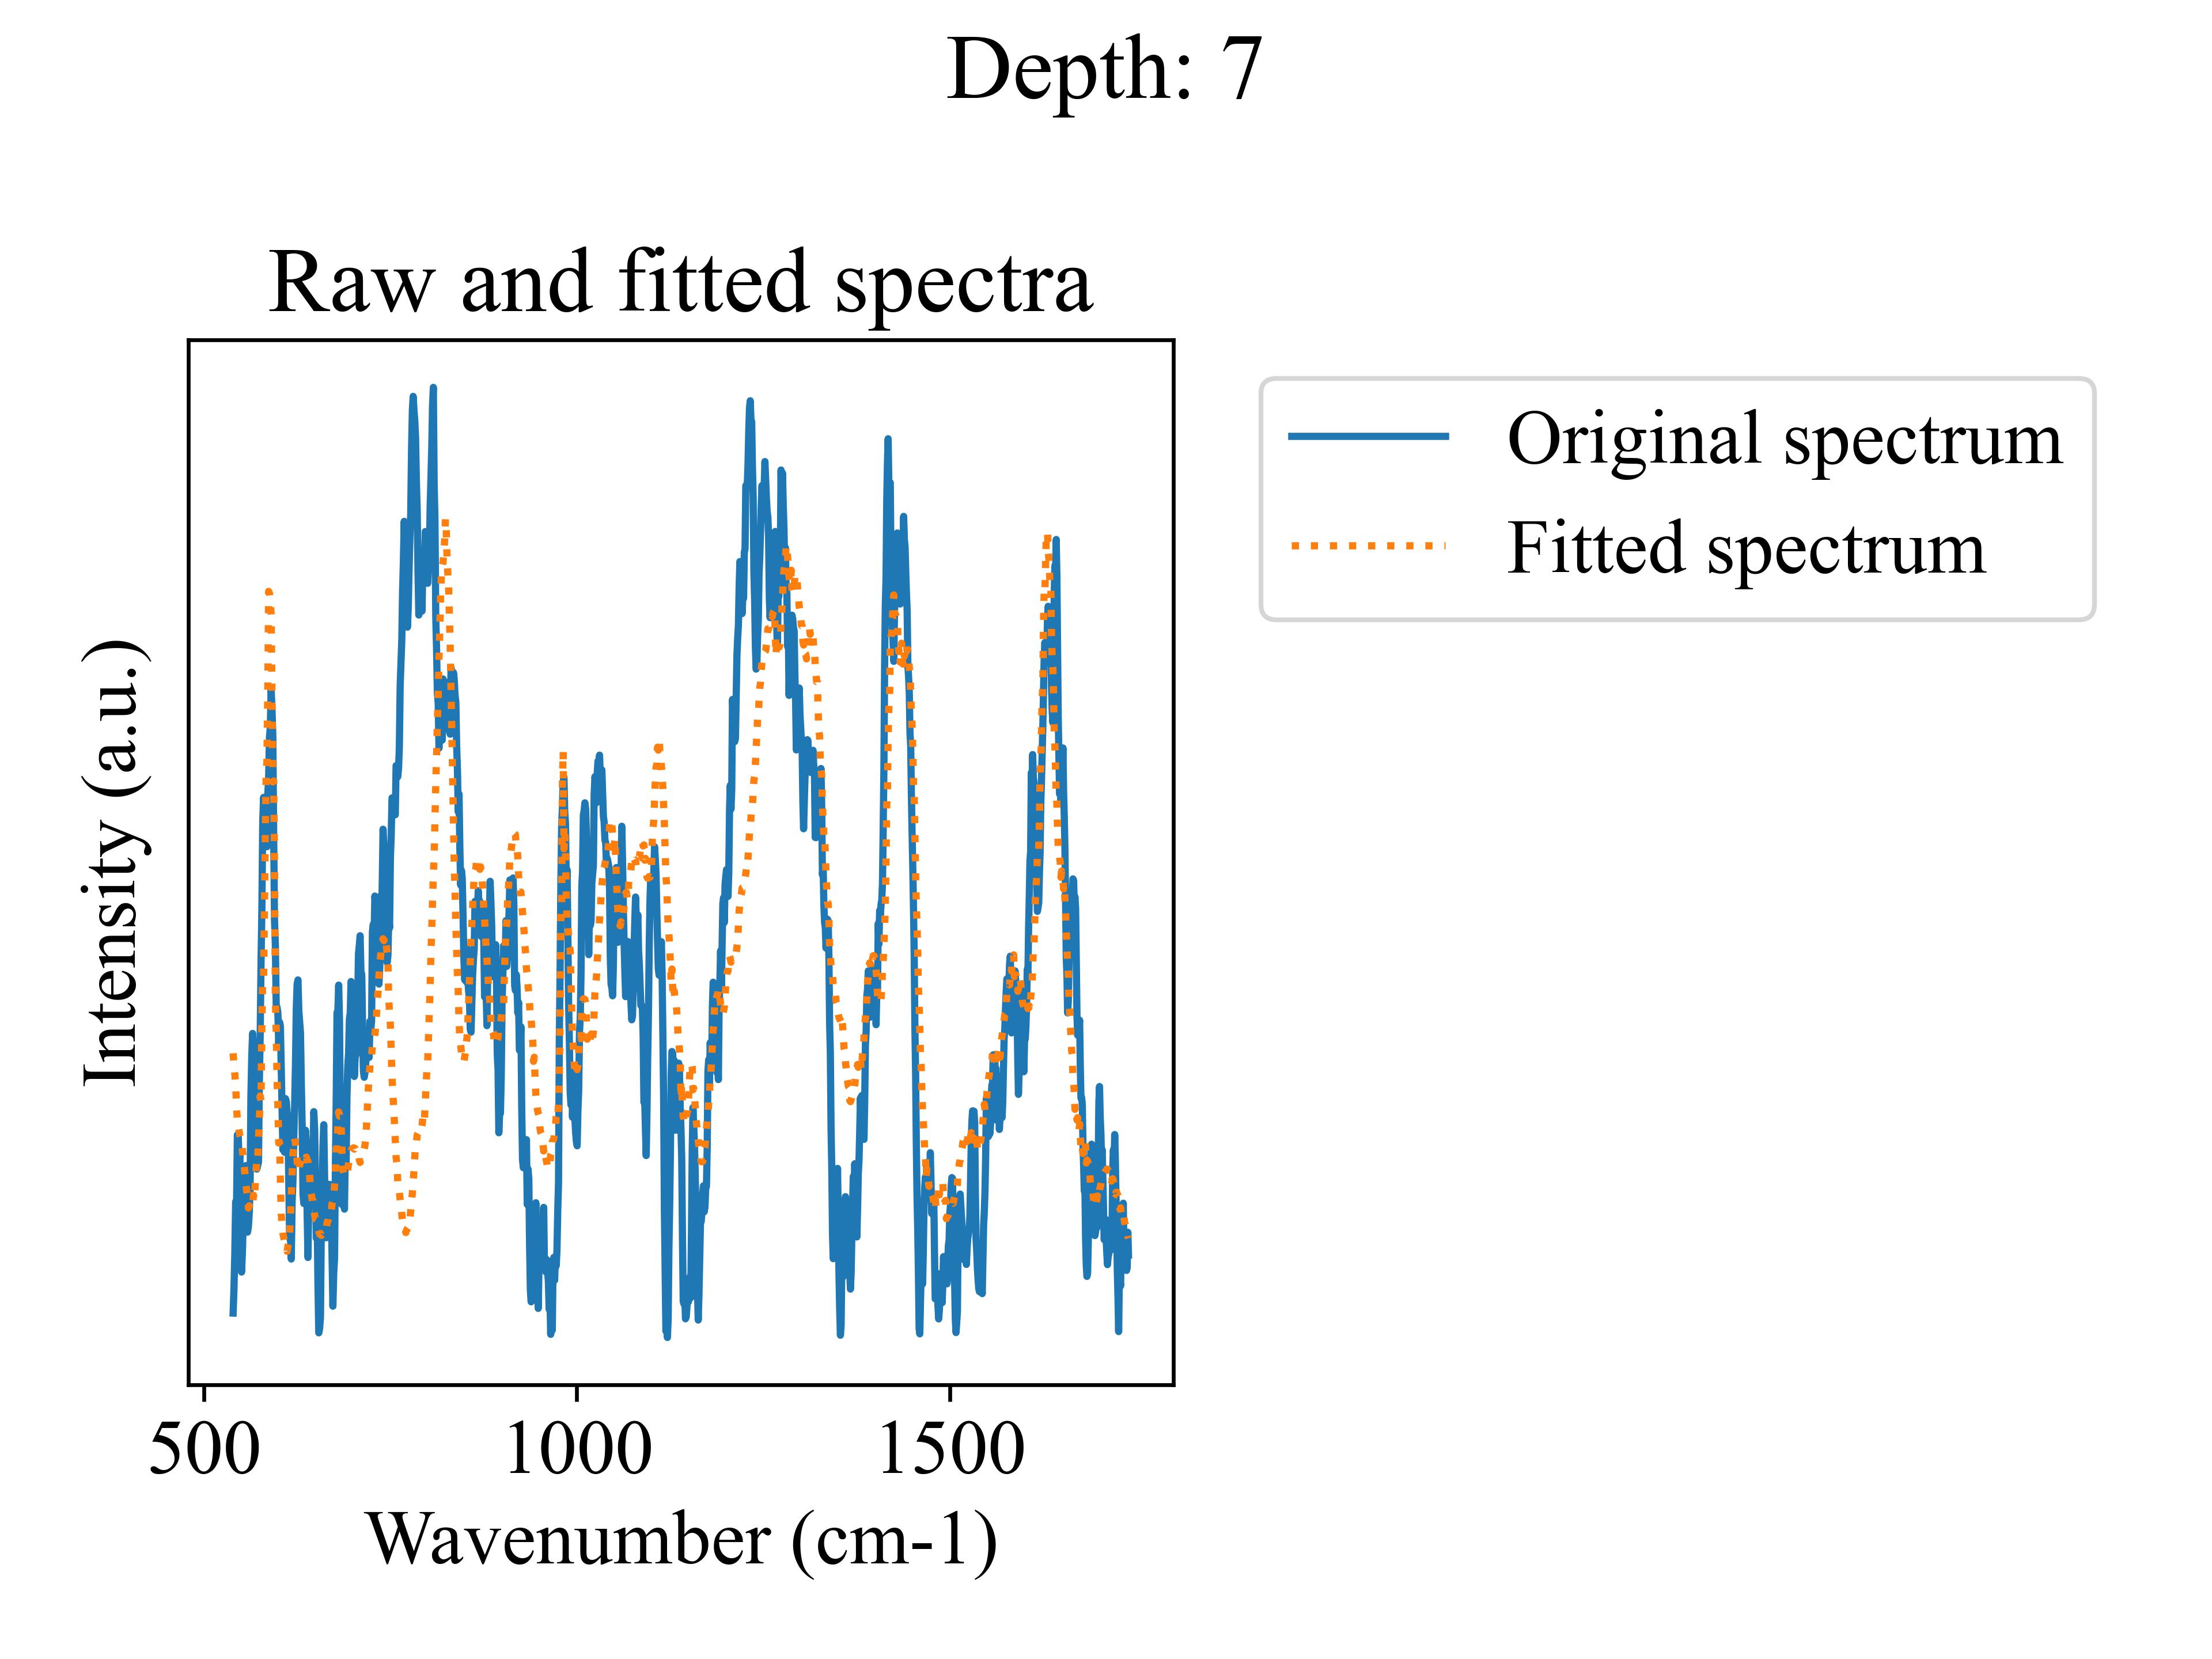 Depth: 7
Raw and fitted spectra
Original spectrum
Fitted spectrum
Intensity (a.u.)
500 1000 1500
Wavenumber (cm-1)